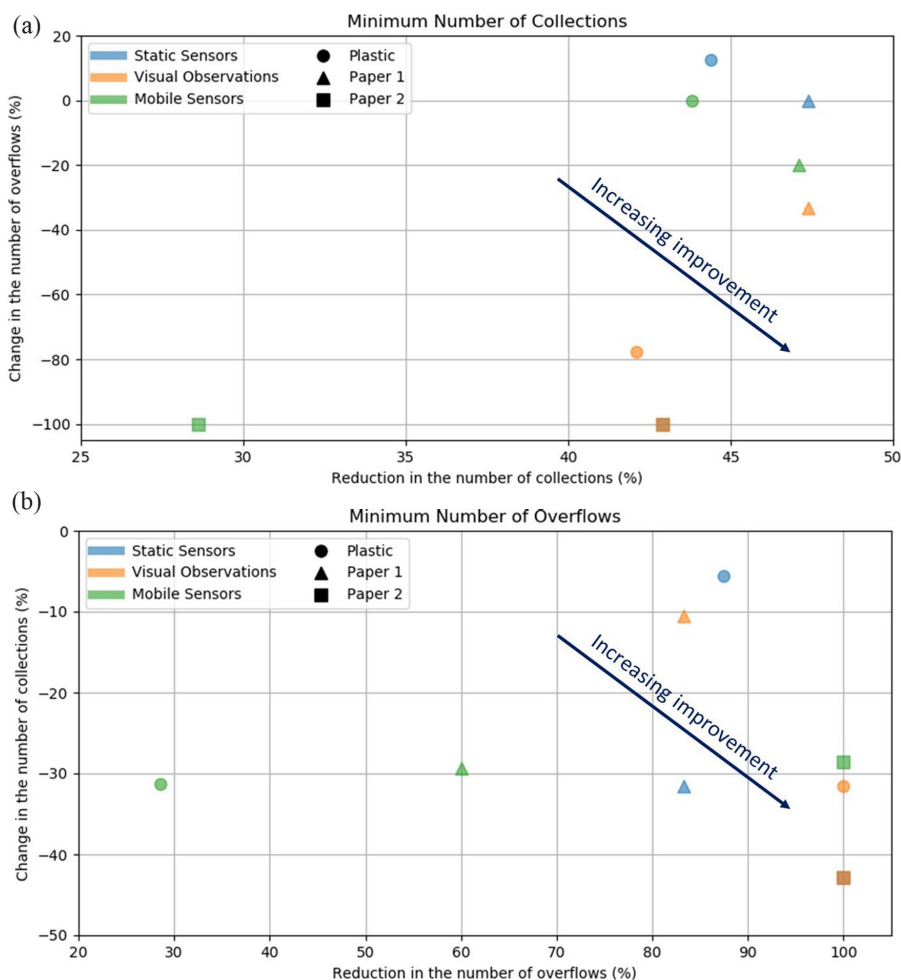 (a)
Minimum Number of Collections
Static Sensors
Visual Observations
Mobile Sensors
Plastic
Paper 1
Paper 2
Increasing improvement
Change in the number of overflows (%)
20
0
−20
−40
−60
−80
−100
25
30
35
40
45
50
Reduction in the number of collections (%)
(b)
Minimum Number of Overflows
Static Sensors
Visual Observations
Mobile Sensors
Plastic
Paper 1
Paper 2
Increasing improvement
Change in the number of collections (%)
0
−10
−20
−30
−40
−50
20
30
40
50
60
70
80
90
100
Reduction in the number of overflows (%)